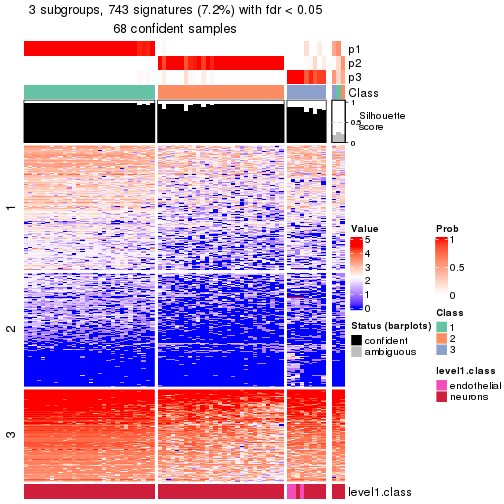 3 subgroups, 743 signatures (7.2%) with fdr < 0.05
68 confident samples
p1
p2
p3
Class
1
0.5
0
Silhouette
score
1
2
3
level1.class
Value
5
4
3
2
1
0
Status (barplots)
confident
ambiguous
Prob
1
0.5
0
Class
1
2
3
level1.class
endothelial
neurons